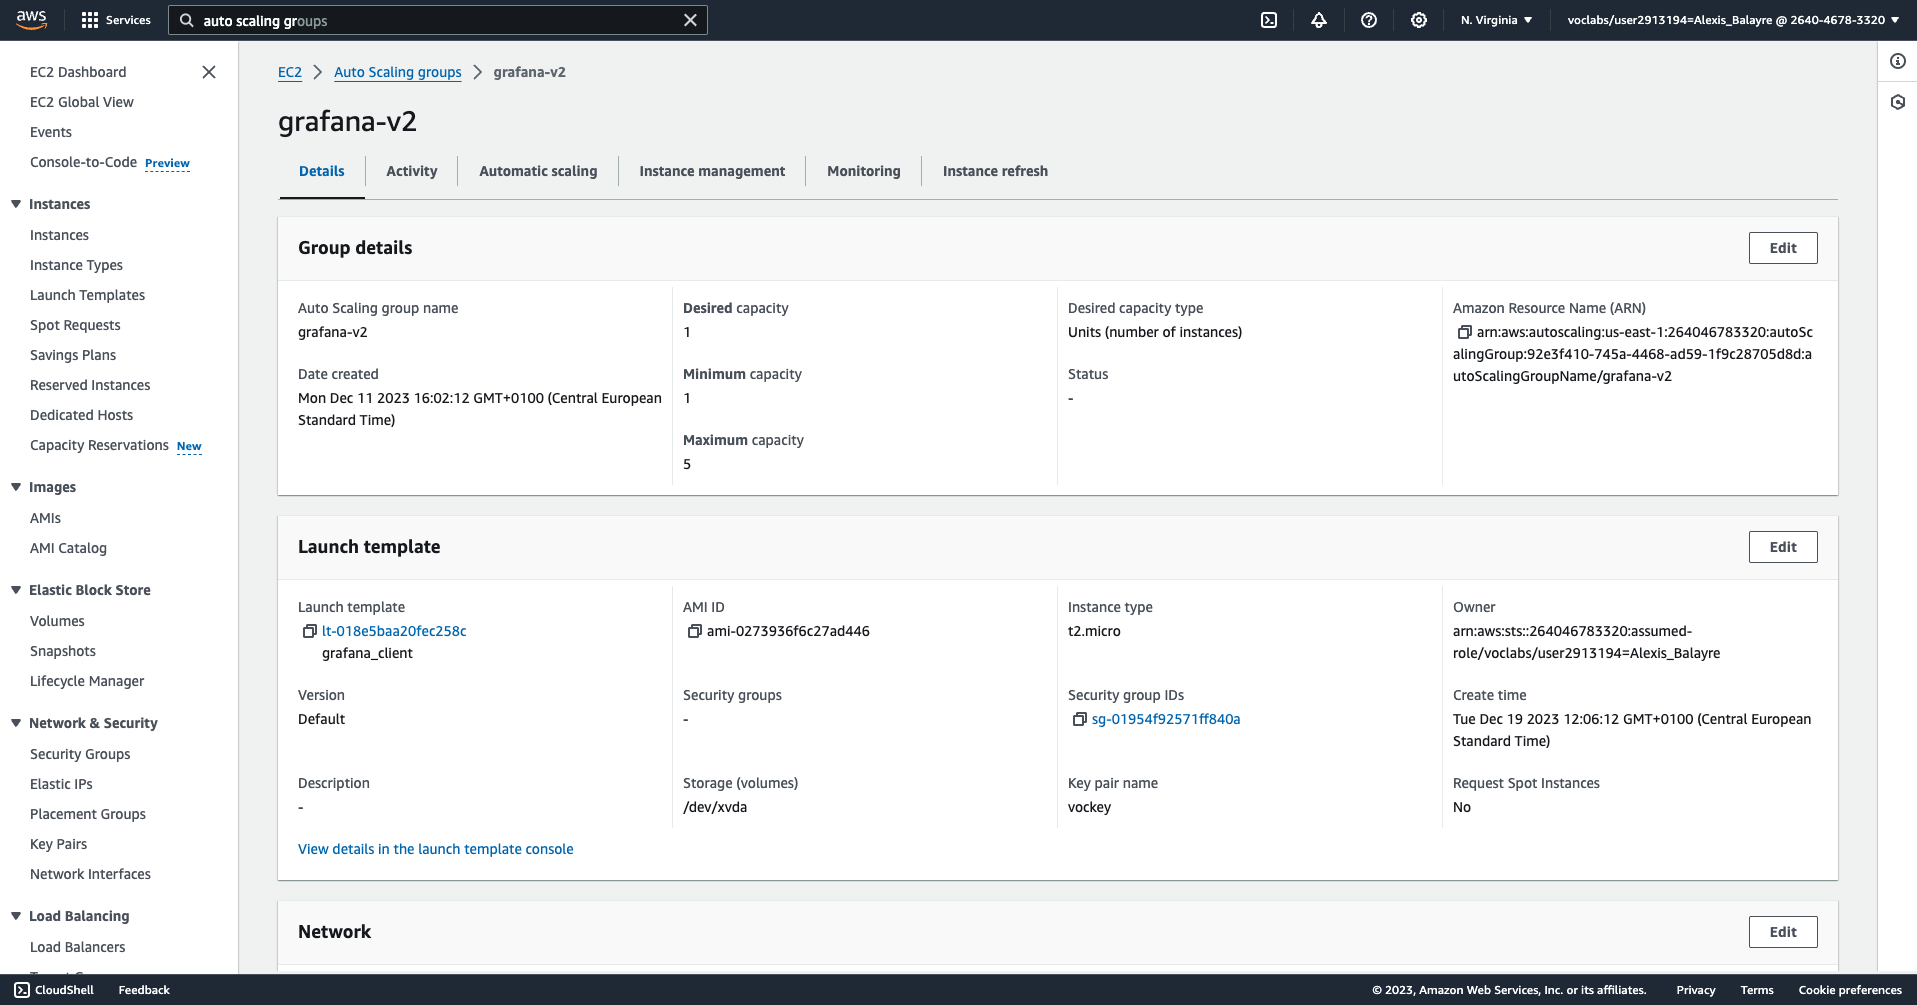 aws
Services
auto scaling groups
N. Virginia
voclabs/user2913194=Alexis_Balayre @ 2640-4678-3320
EC2 Dashboard
EC2 Global View
Events
Console-to-Code Preview
Instances
Instances
Instance Types
Launch Templates
Spot Requests
Savings Plans
Reserved Instances
Dedicated Hosts
Capacity Reservations New
Images
AMIs
AMI Catalog
Elastic Block Store
Volumes
Snapshots
Lifecycle Manager
Network & Security
Security Groups
Elastic IPs
Placement Groups
Key Pairs
Network Interfaces
Load Balancing
Load Balancers
EC2 > Auto Scaling groups > grafana-v2
grafana-v2
Details
Activity
Automatic scaling
Instance management
Monitoring
Instance refresh
Group details
Edit
Auto Scaling group name
grafana-v2
Date created
Mon Dec 11 2023 16:02:12 GMT+0100 (Central European
Standard Time)
Desired capacity
1
Minimum capacity
1
Maximum capacity
5
Desired capacity type
Units (number of instances)
Status
-
Amazon Resource Name (ARN)
arn:aws:autoscaling:us-east-1:264046783320:autoSc
alingGroup:92e3f410-745a-4468-ad59-1f9c28705d8d:a
utoScalingGroupName/grafana-v2
Launch template
Edit
Launch template
lt-018e5baa20fec258c
grafana_client
AMI ID
ami-0273936f6c27ad446
Instance type
t2.micro
Owner
arn:aws:sts::264046783320:assumed-
role/voclabs/user2913194=Alexis_Balayre
Version
Default
Security groups
-
Security group IDs
sg-01954f92571ff840a
Create time
Tue Dec 19 2023 12:06:12 GMT+0100 (Central European
Standard Time)
Description
-
Storage (volumes)
/dev/xvda
Key pair name
vockey
Request Spot Instances
No
View details in the launch template console
Network
Edit
CloudShell
Feedback
© 2023, Amazon Web Services, Inc. or its affiliates.
Privacy
Terms
Cookie preferences